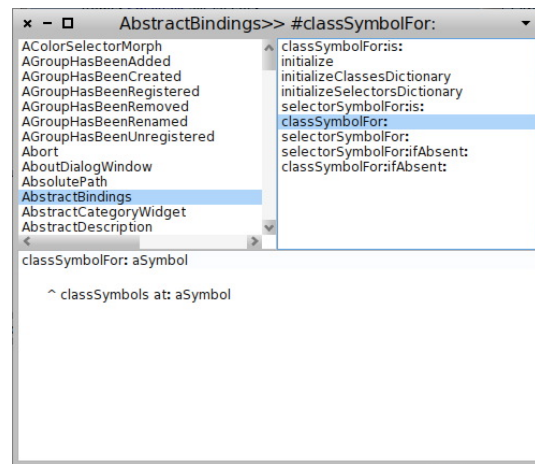 AbstractBindings>> #classSymbolFor:
AColorSelectorMorph
AGroupHasBeenAdded
AGroupHasBeenCreated
AGroupHasBeenRegistered
AGroupHasBeenRemoved
AGroupHasBeenRenamed
AGroupHasBeenUnregistered
Abort
AboutDialogWindow
AbsolutePath
AbstractBindings
AbstractCategoryWidget
AbstractDescription
classSymbolFor:is:
initialize
initializeClassesDictionary
initializeSelectorsDictionary
selectorSymbolFor:is:
classSymbolFor:
selectorSymbolFor:
selectorSymbolFor:ifAbsent:
classSymbolFor:ifAbsent:
classSymbolFor: aSymbol
^ classSymbols at: aSymbol